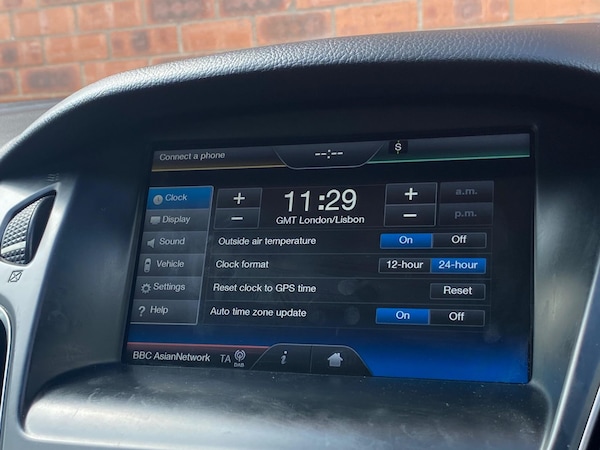 Connect a phone --:-- $
Clock + 11:29 + a.m.
Display − GMT London/Lisbon − p.m.
Sound Outside air temperature On Off
Vehicle Clock format 12-hour 24-hour
Settings Reset clock to GPS time Reset
? Help Auto time zone update On Off
BBC AsianNetwork TA DAB i